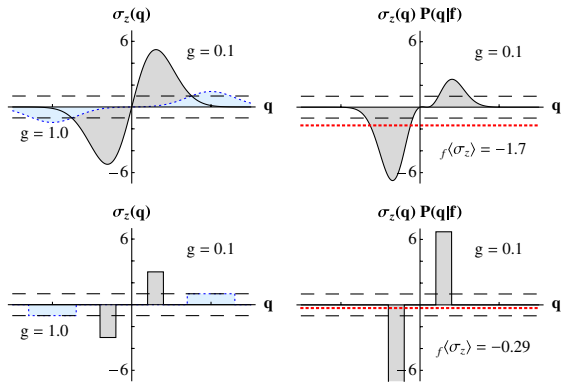 σz(q)
6
g = 0.1
q
g = 1.0
−6
σz(q) P(q|f)
6
g = 0.1
q
f⟨σz⟩ = −1.7
−6
σz(q)
6
g = 0.1
q
g = 1.0
−6
σz(q) P(q|f)
6
g = 0.1
q
f⟨σz⟩ = −0.29
−6